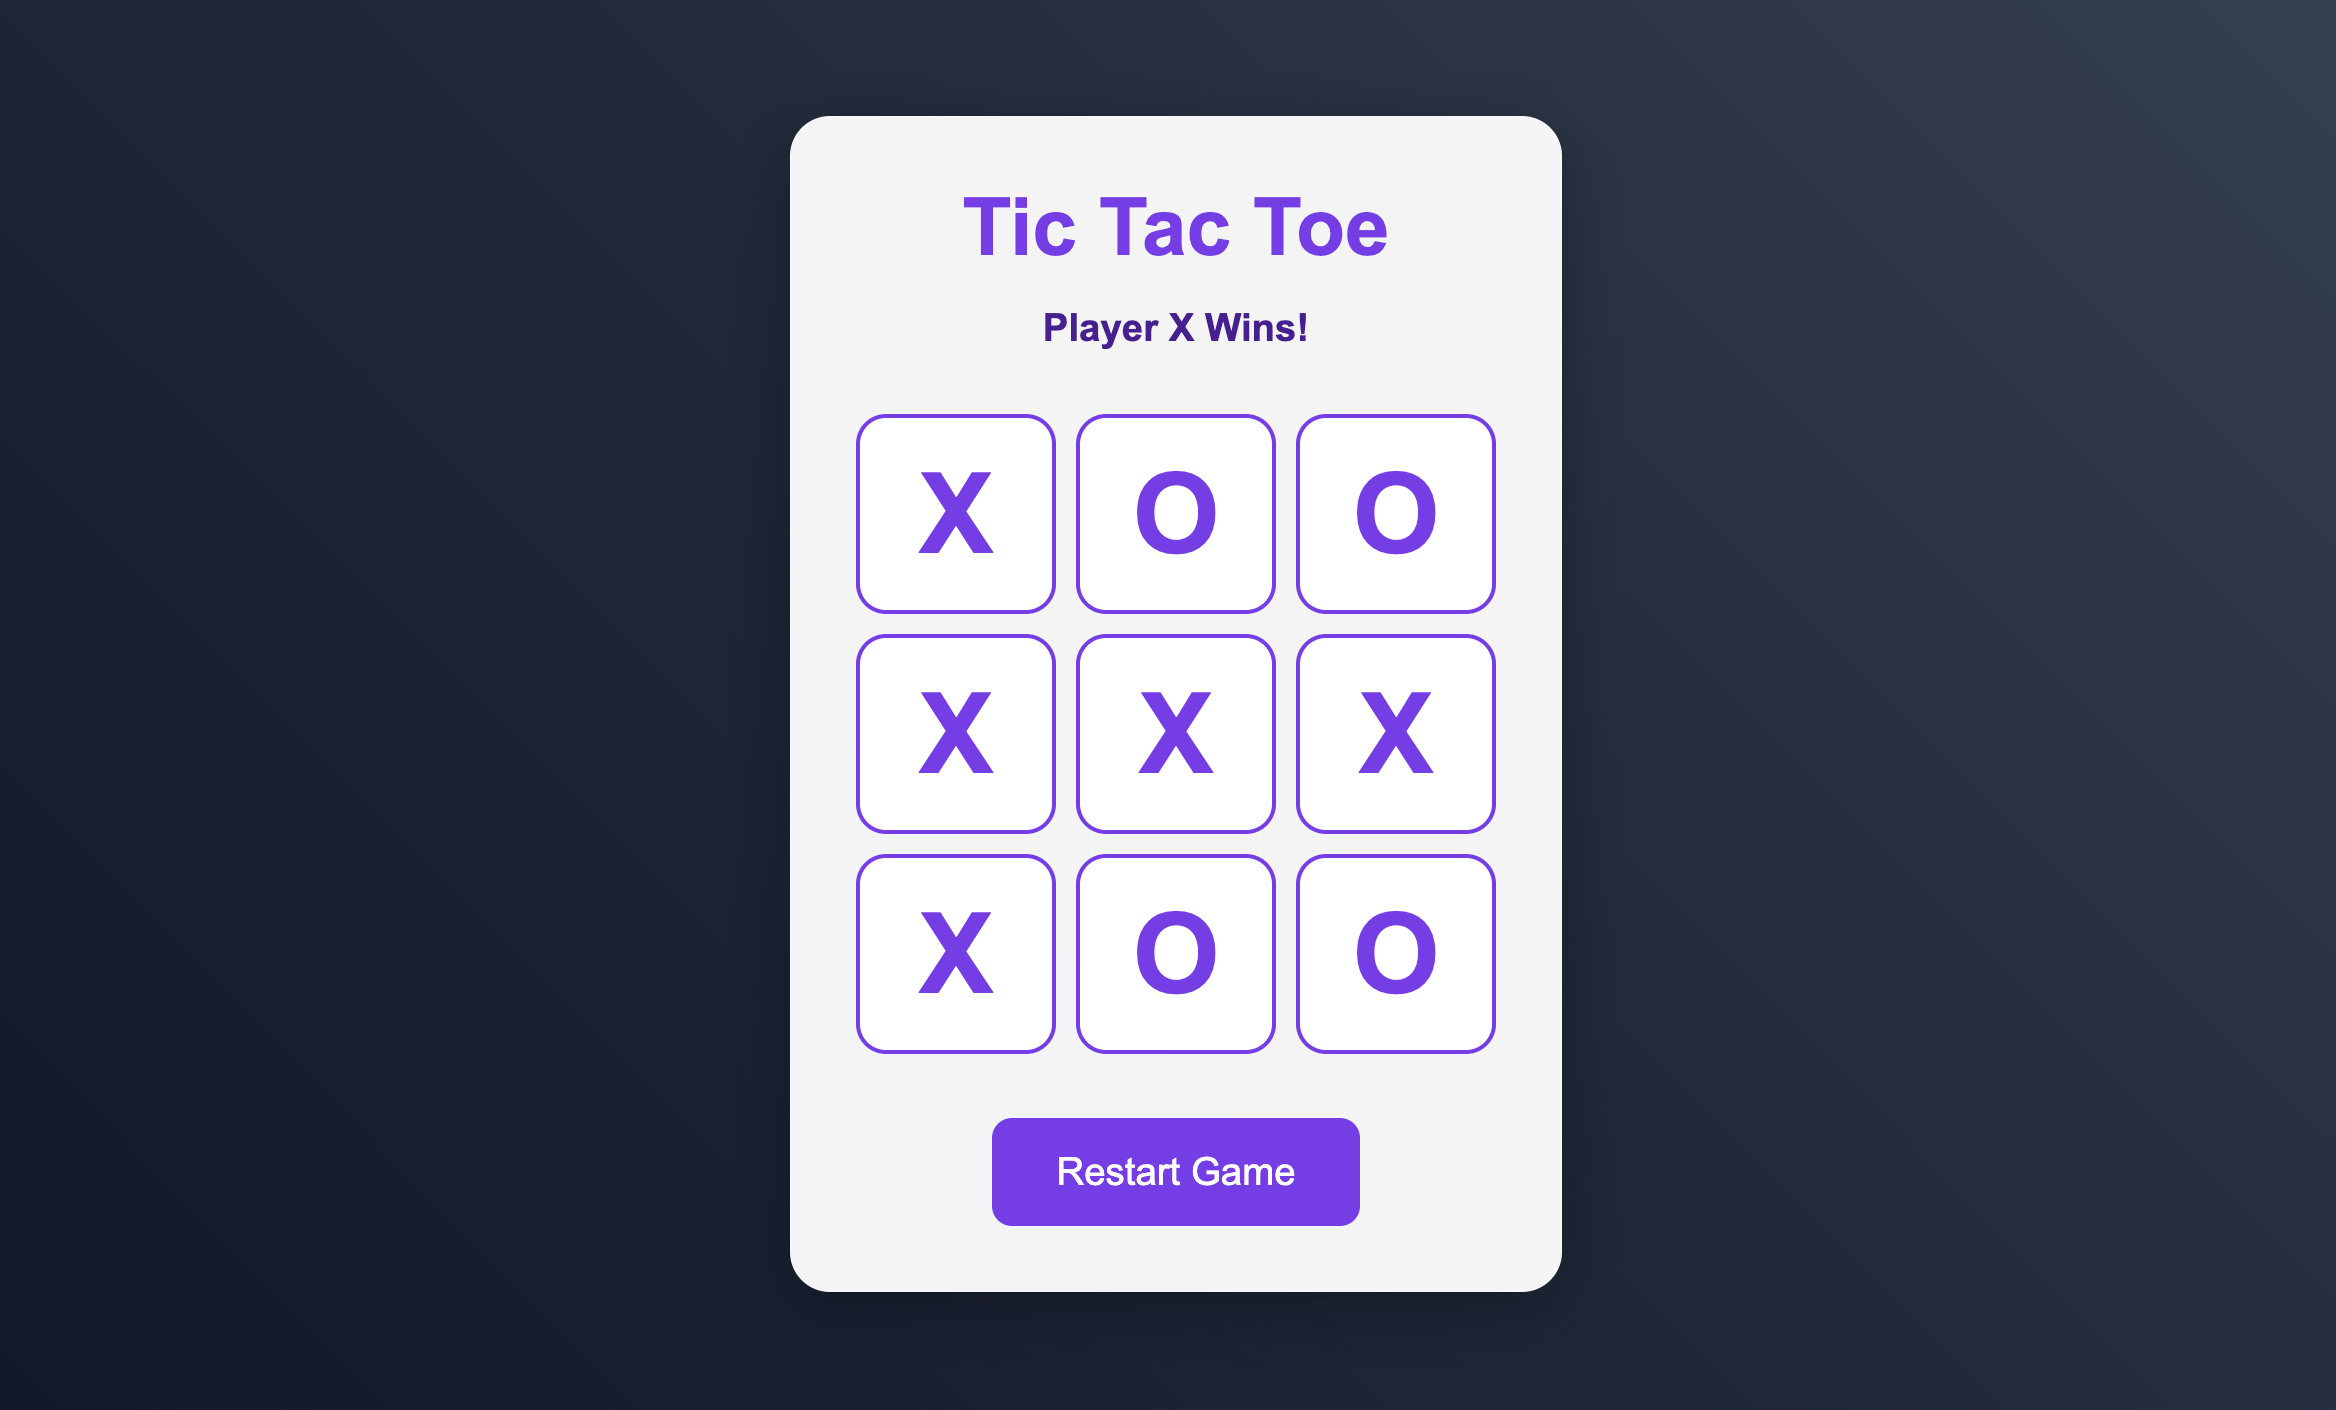 Tic Tac Toe
Player X Wins!
X O O
X X X
X O O
Restart Game